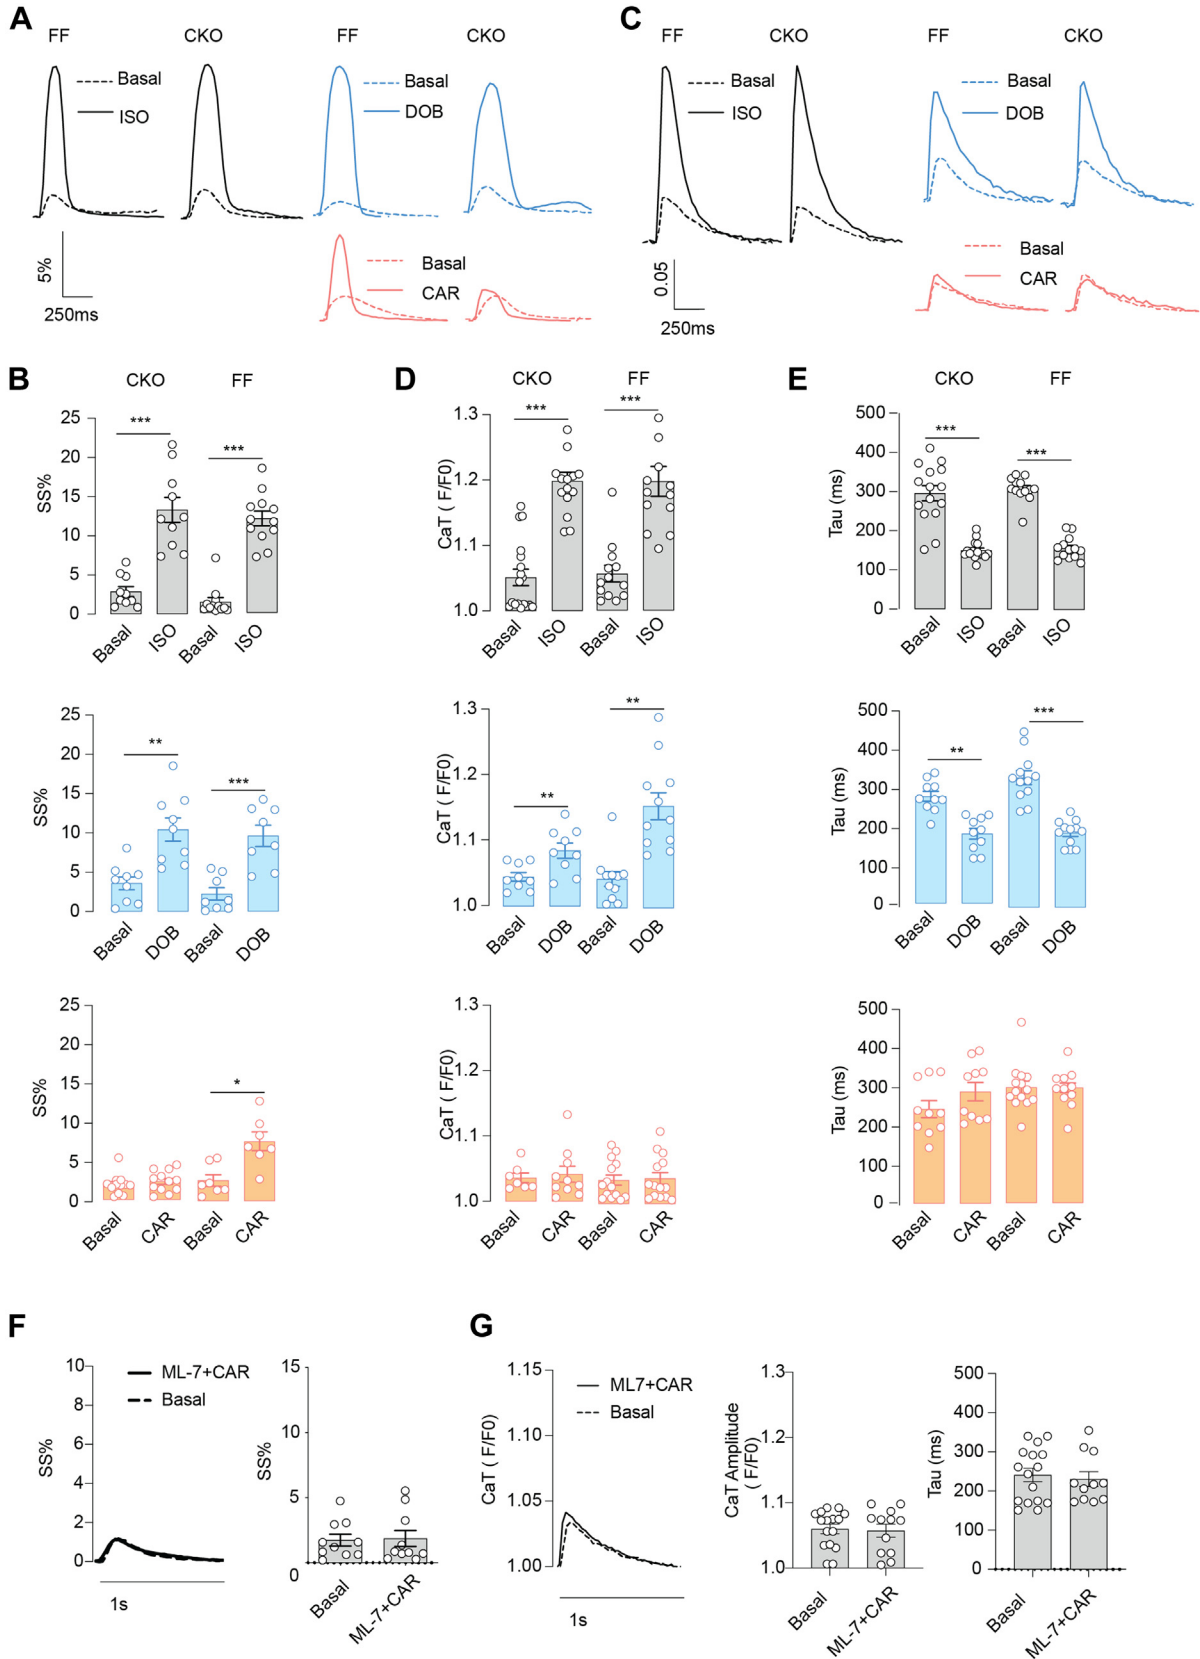 A
FF
CKO
FF
CKO
Basal
ISO
Basal
DOB
5%
250ms
Basal
CAR
C
FF
CKO
FF
CKO
Basal
ISO
Basal
DOB
0.05
250ms
Basal
CAR
B
CKO
FF
SS%
25
20
15
10
5
0
***
***
Basal
ISO
Basal
ISO
D
CKO
FF
CaT ( F/F0)
1.3
1.2
1.1
1.0
***
***
Basal
ISO
Basal
ISO
E
CKO
FF
Tau (ms)
500
400
300
200
100
0
***
***
Basal
ISO
Basal
ISO
SS%
25
20
15
10
5
0
**
***
Basal
DOB
Basal
DOB
CaT ( F/F0)
1.3
1.2
1.1
1.0
**
**
Basal
DOB
Basal
DOB
Tau (ms)
500
400
300
200
100
0
**
***
Basal
DOB
Basal
DOB
SS%
25
20
15
10
5
0
*
Basal
CAR
Basal
CAR
CaT ( F/F0)
1.3
1.2
1.1
1.0
Basal
CAR
Basal
CAR
Tau (ms)
500
400
300
200
100
0
Basal
CAR
Basal
CAR
F
SS%
10
8
6
4
2
0
ML-7+CAR
Basal
1s
SS%
15
10
5
0
Basal
ML-7+CAR
G
CaT ( F/F0)
1.15
1.10
1.05
1.00
ML7+CAR
Basal
1s
CaT Amplitude
( F/F0)
1.3
1.2
1.1
1.0
Basal
ML-7+CAR
Tau (ms)
500
400
300
200
100
0
Basal
ML-7+CAR